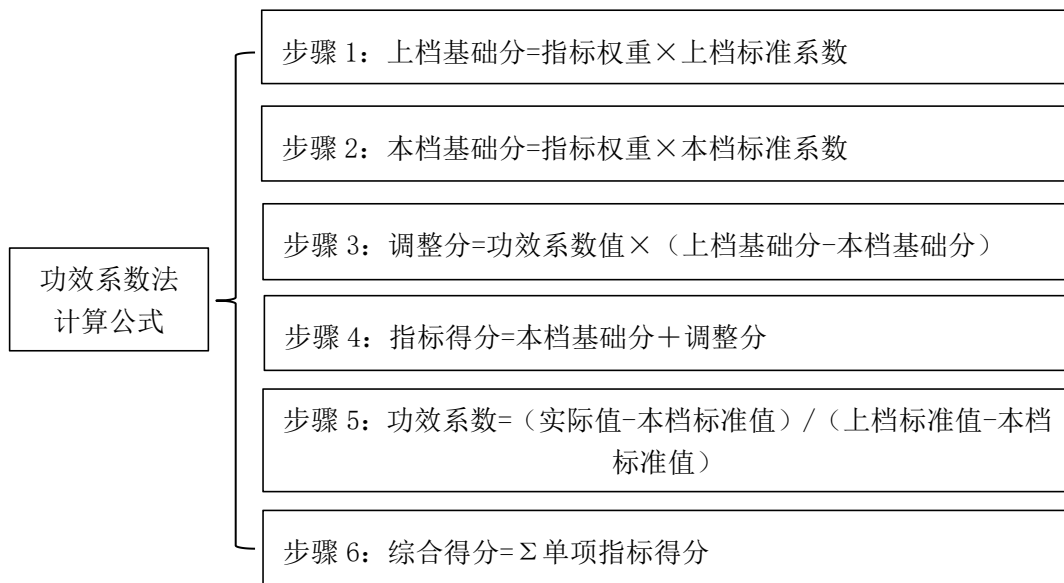 步骤 1：上档基础分=指标权重×上档标准系数
步骤 2：本档基础分=指标权重×本档标准系数
步骤 3：调整分=功效系数值×（上档基础分-本档基础分）
功效系数法
计算公式
步骤 4：指标得分=本档基础分＋调整分
步骤 5：功效系数=（实际值-本档标准值）/（上档标准值-本档
标准值）
步骤 6：综合得分=Σ单项指标得分